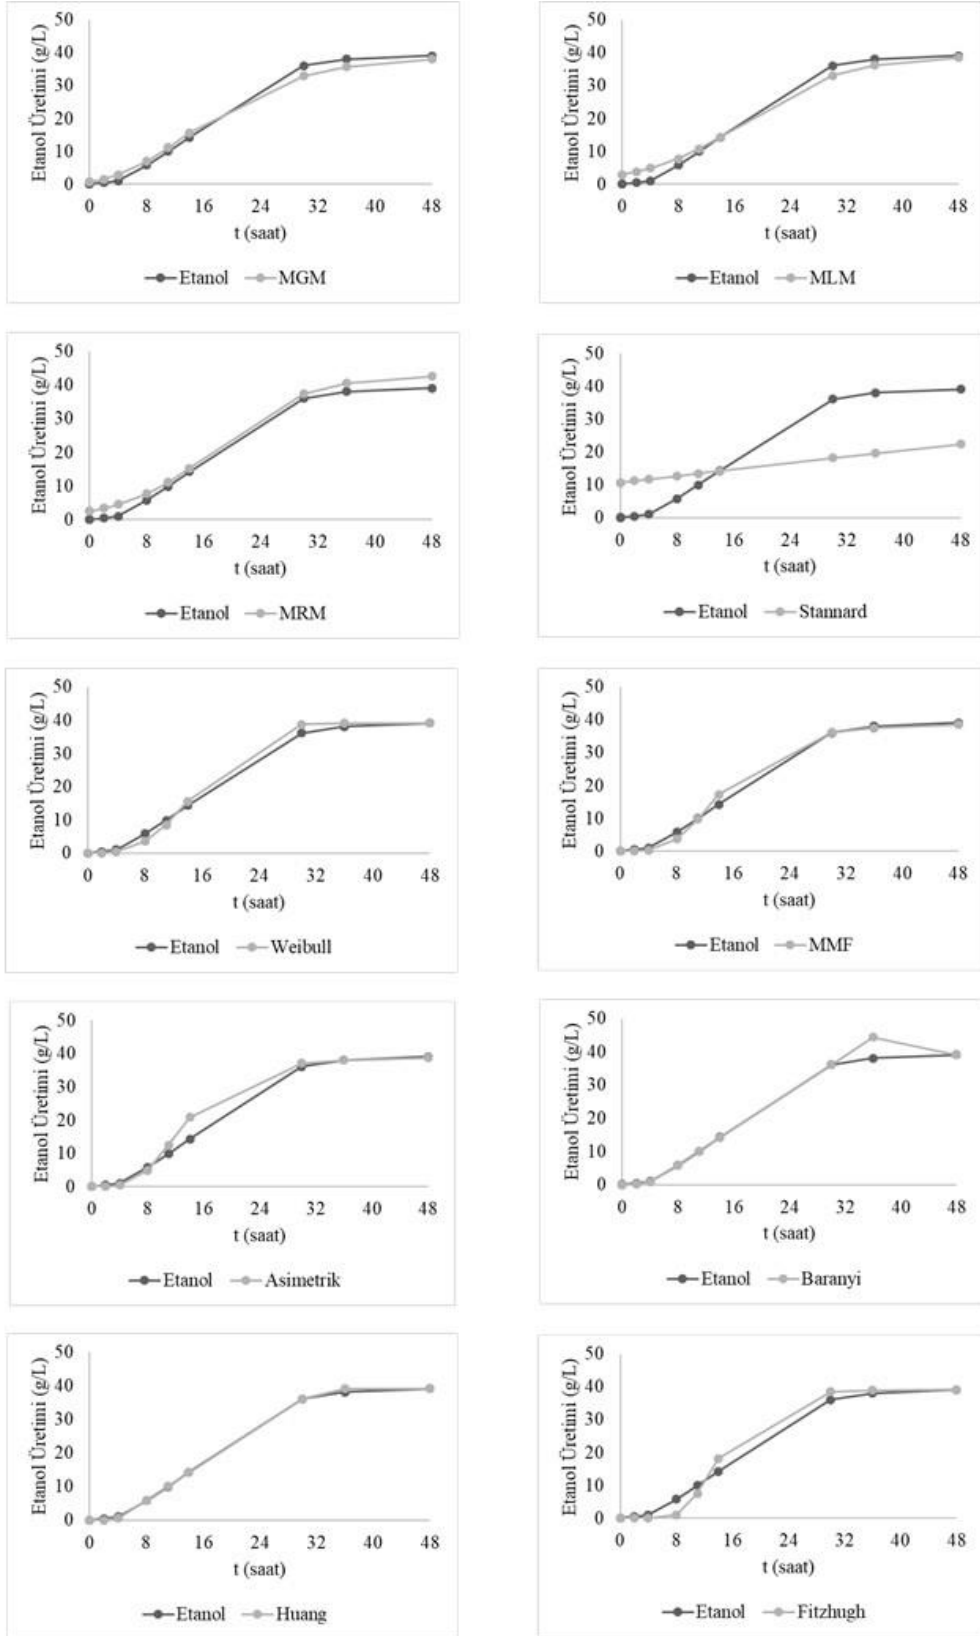 Etanol Üretimi (g/L)
50
40
30
20
10
0
0 8 16 24 32 40 48
t (saat)
Etanol MGM
Etanol Üretimi (g/L)
50
40
30
20
10
0
0 8 16 24 32 40 48
t (saat)
Etanol MLM
Etanol Üretimi (g/L)
50
40
30
20
10
0
0 8 16 24 32 40 48
t (saat)
Etanol MRM
Etanol Üretimi (g/L)
50
40
30
20
10
0
0 8 16 24 32 40 48
t (saat)
Etanol Stannard
Etanol Üretimi (g/L)
50
40
30
20
10
0
0 8 16 24 32 40 48
t (saat)
Etanol Weibull
Etanol Üretimi (g/L)
50
40
30
20
10
0
0 8 16 24 32 40 48
t (saat)
Etanol MMF
Etanol Üretimi (g/L)
50
40
30
20
10
0
0 8 16 24 32 40 48
t (saat)
Etanol Asimetrik
Etanol Üretimi (g/L)
50
40
30
20
10
0
0 8 16 24 32 40 48
t (saat)
Etanol Baranyi
Etanol Üretimi (g/L)
50
40
30
20
10
0
0 8 16 24 32 40 48
t (saat)
Etanol Huang
Etanol Üretimi (g/L)
50
40
30
20
10
0
0 8 16 24 32 40 48
t (saat)
Etanol Fitzhugh